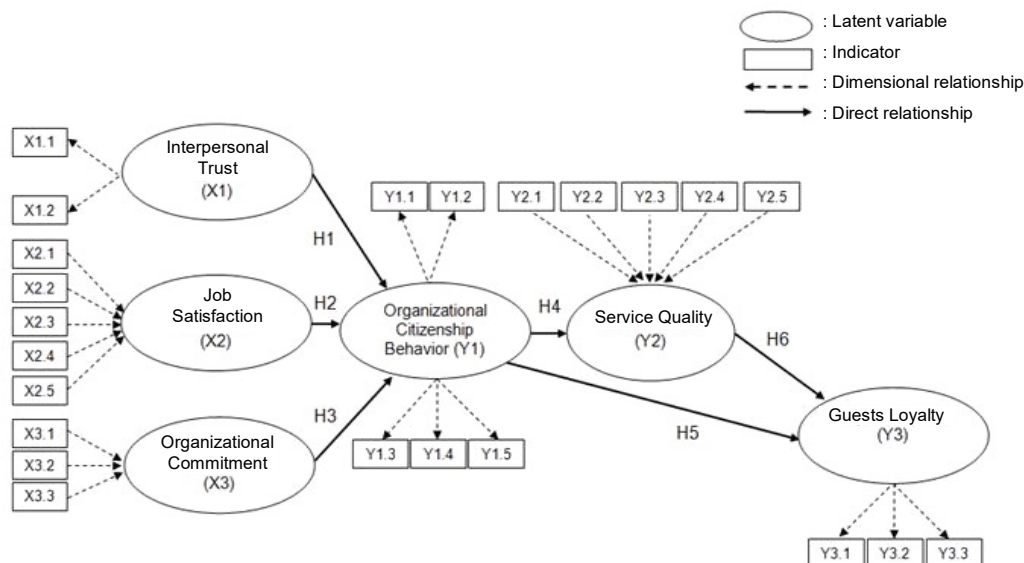 : Latent variable
: Indicator
: Dimensional relationship
: Direct relationship
X1.1
X1.2
Interpersonal
Trust
(X1)
H1
X2.1
X2.2
X2.3
X2.4
X2.5
Job
Satisfaction
(X2)
H2
X3.1
X3.2
X3.3
Organizational
Commitment
(X3)
H3
Y1.1
Y1.2
Organizational
Citizenship
Behavior (Y1)
Y1.3
Y1.4
Y1.5
H4
Y2.1
Y2.2
Y2.3
Y2.4
Y2.5
Service Quality
(Y2)
H5
H6
Guests Loyalty
(Y3)
Y3.1
Y3.2
Y3.3